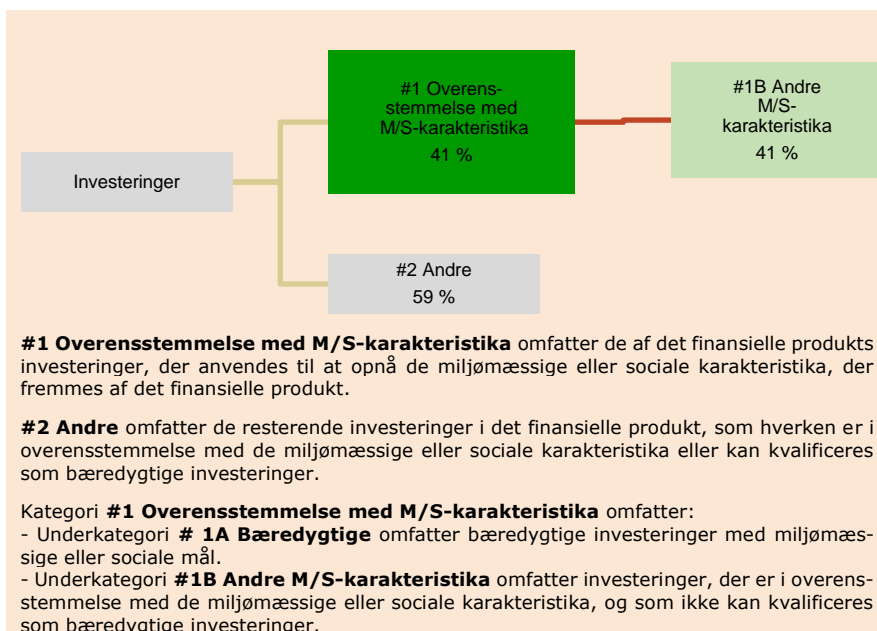 #1 Overens-
stemmelse med
M/S-karakteristika
41 %
#1B Andre
M/S-
karakteristika
41 %
Investeringer
#2 Andre
59 %
#1 Overensstemmelse med M/S-karakteristika omfatter de af det finansielle produkts
investeringer, der anvendes til at opnå de miljømæssige eller sociale karakteristika, der
fremmes af det finansielle produkt.
#2 Andre omfatter de resterende investeringer i det finansielle produkt, som hverken er i
overensstemmelse med de miljømæssige eller sociale karakteristika eller kan kvalificeres
som bæredygtige investeringer.
Kategori #1 Overensstemmelse med M/S-karakteristika omfatter:
- Underkategori # 1A Bæredygtige omfatter bæredygtige investeringer med miljømæs-
sige eller sociale mål.
- Underkategori #1B Andre M/S-karakteristika omfatter investeringer, der er i overens-
stemmelse med de miljømæssige eller sociale karakteristika, og som ikke kan kvalificeres
som bæredygtige investeringer.